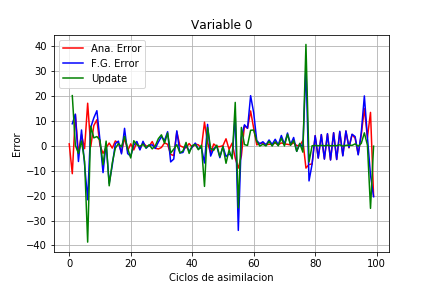 Variable 0
Ana. Error
F.G. Error
Update
40
30
20
10
0
−10
−20
−30
−40
Error
0
20
40
60
80
100
Ciclos de asimilacion